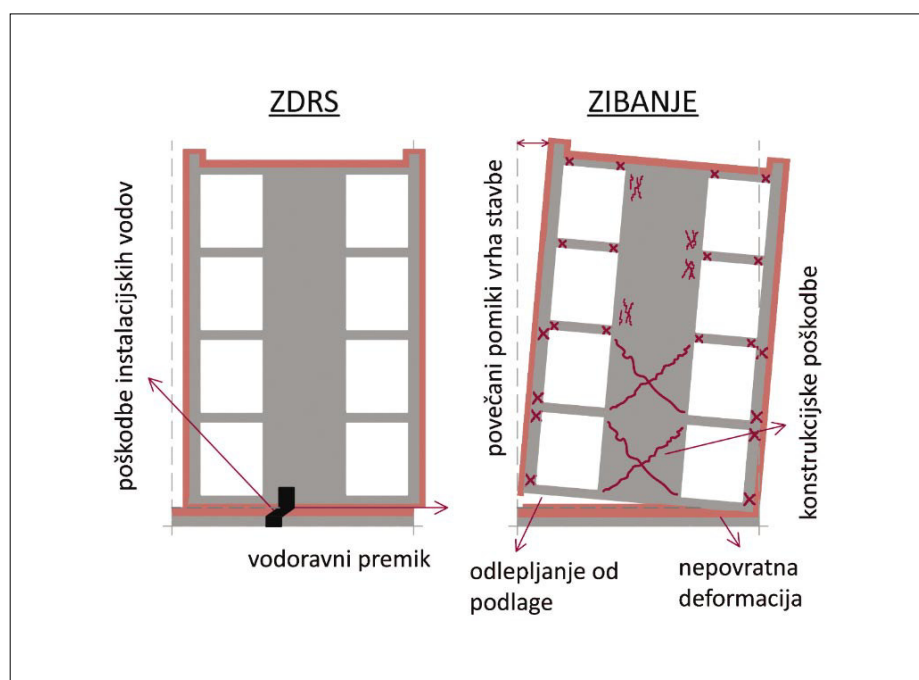 ZDRS
ZIBANJE
poškodbe instalacijskih vodov
povečani pomiki vrha stavbe
konstrukcijske poškodbe
vodoravni premik
odlepljanje od
podlage
nepovratna
deformacija